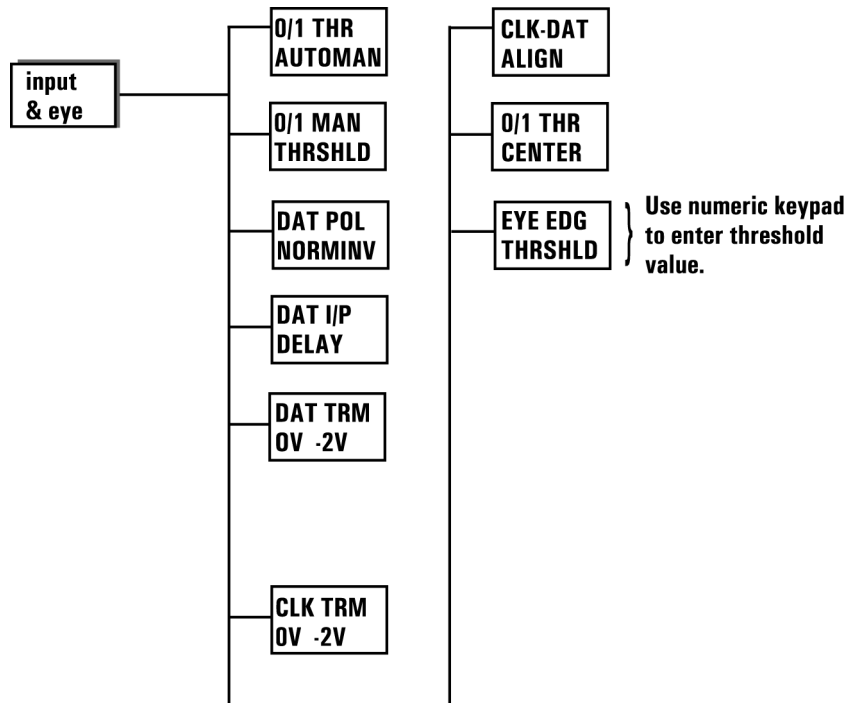 input
& eye
0/1 THR
AUTOMAN
0/1 MAN
THRSHLD
DAT POL
NORMINV
DAT I/P
DELAY
DAT TRM
0V -2V
CLK TRM
0V -2V
CLK-DAT
ALIGN
0/1 THR
CENTER
EYE EDG
THRSHLD
Use numeric keypad
to enter threshold
value.